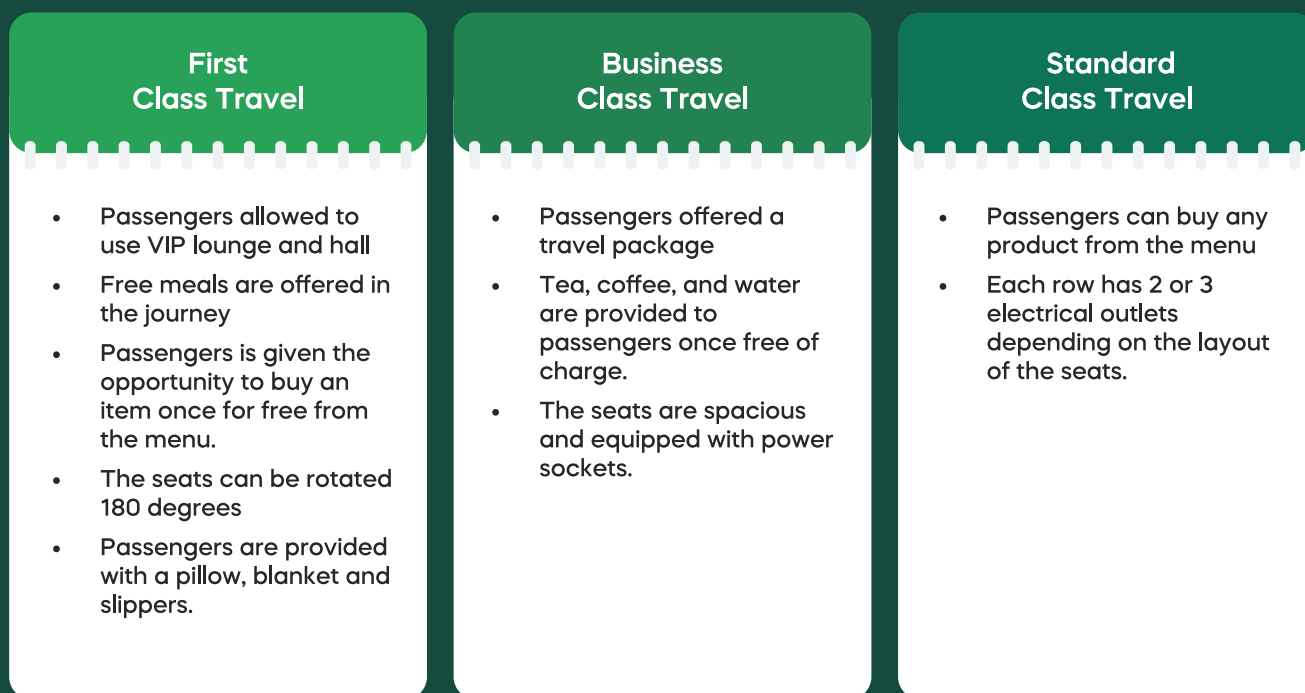 First
Class Travel
• Passengers allowed to
use VIP lounge and hall
• Free meals are offered in
the journey
• Passengers is given the
opportunity to buy an
item once for free from
the menu.
• The seats can be rotated
180 degrees
• Passengers are provided
with a pillow, blanket and
slippers.
Business
Class Travel
• Passengers offered a
travel package
• Tea, coffee, and water
are provided to
passengers once free of
charge.
• The seats are spacious
and equipped with power
sockets.
Standard
Class Travel
• Passengers can buy any
product from the menu
• Each row has 2 or 3
electrical outlets
depending on the layout
of the seats.